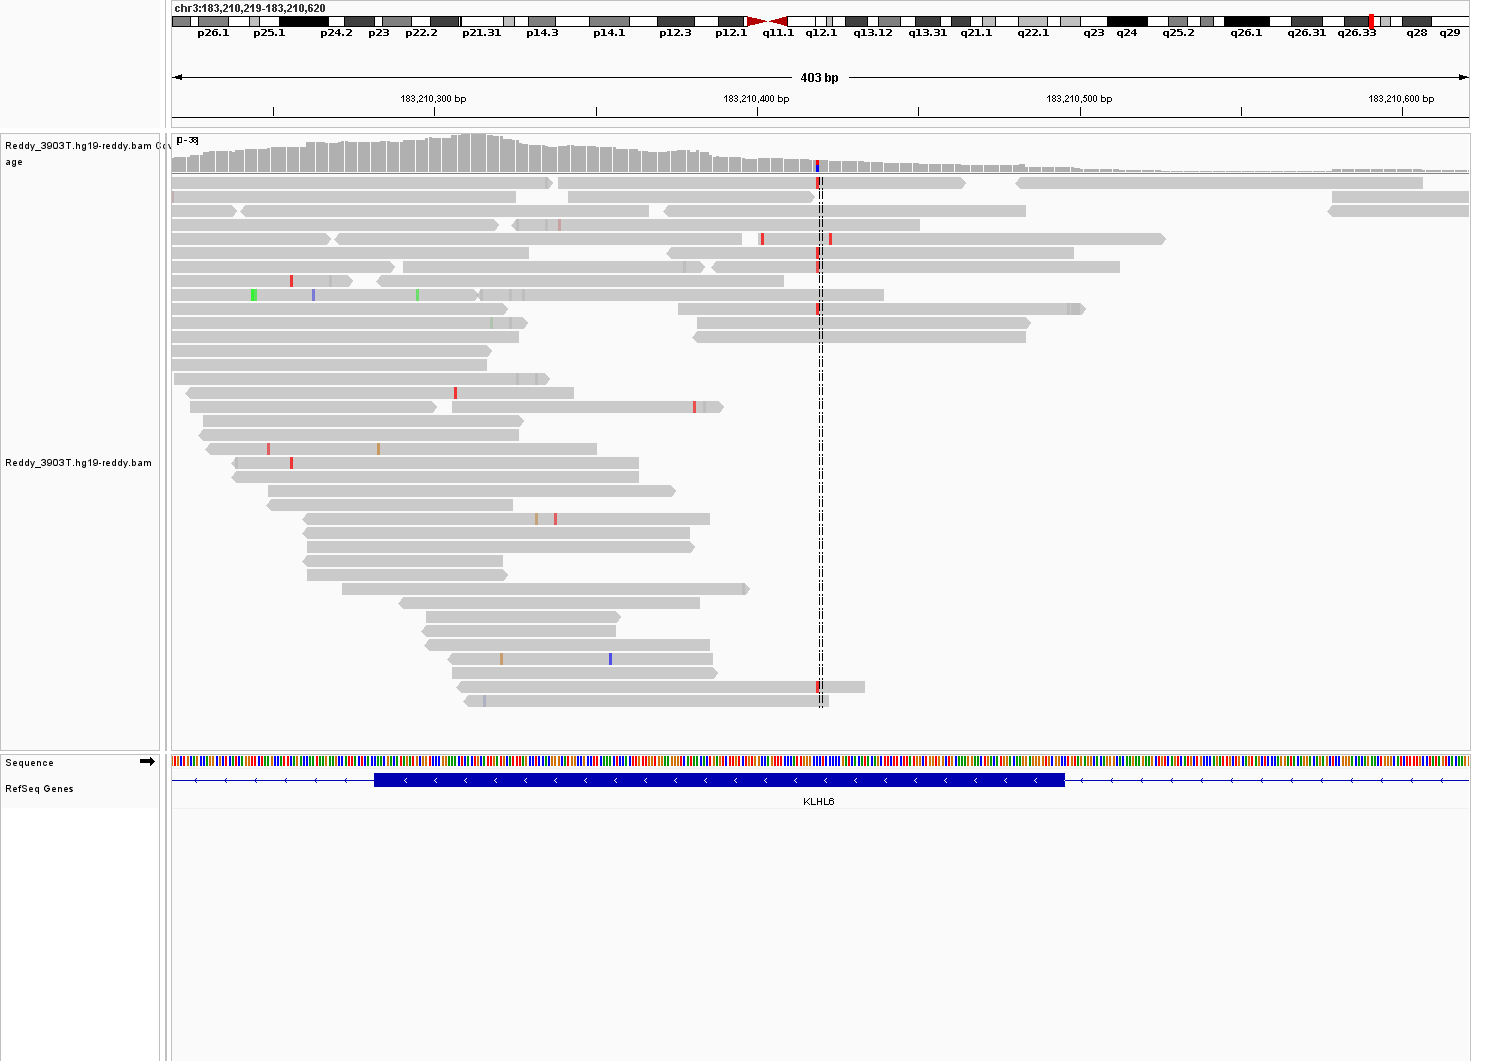 chr3:183,210,219-183,210,620
p26.1 p25.1 p24.2 p23 p22.2 p21.31 p14.3 p14.1 p12.3 p12.1 q11.1 q12.1 q13.12 q13.31 q21.1 q22.1 q23 q24 q25.2 q26.1 q26.31 q26.33 q28 q29
403 bp
183,210,300 bp 183,210,400 bp 183,210,500 bp 183,210,600 bp
[0-38]
Reddy_3903T.hg19-reddy.bam Cov
age
Reddy_3903T.hg19-reddy.bam
Sequence
RefSeq Genes
KLHL6